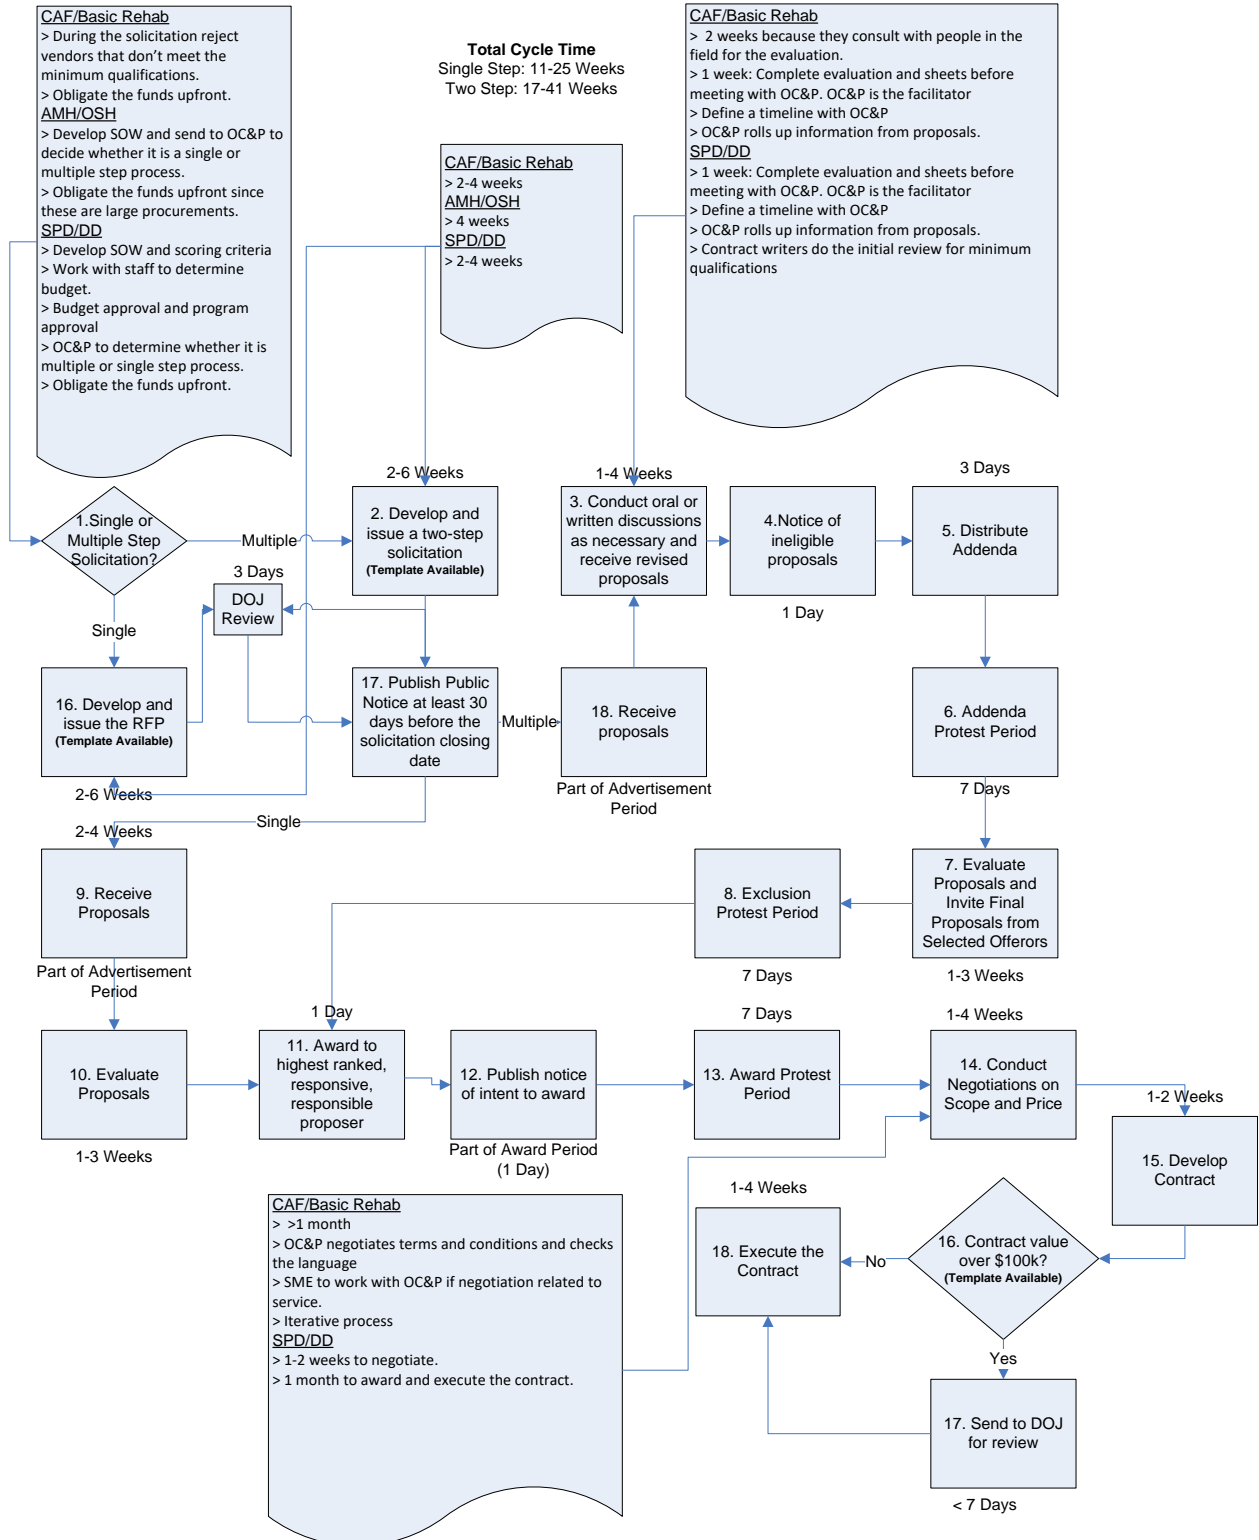 CAF/Basic Rehab
> During the solicitation reject
vendors that don’t meet the
minimum qualifications.
> Obligate the funds upfront.
AMH/OSH
> Develop SOW and send to OC&P to
decide whether it is a single or
multiple step process.
> Obligate the funds upfront since
these are large procurements.
SPD/DD
> Develop SOW and scoring criteria
> Work with staff to determine
budget.
> Budget approval and program
approval
> OC&P to determine whether it is
multiple or single step process.
> Obligate the funds upfront.
Total Cycle Time
Single Step: 11-25 Weeks
Two Step: 17-41 Weeks
CAF/Basic Rehab
> 2-4 weeks
AMH/OSH
> 4 weeks
SPD/DD
> 2-4 weeks
CAF/Basic Rehab
> 2 weeks because they consult with people in the
field for the evaluation.
> 1 week: Complete evaluation and sheets before
meeting with OC&P. OC&P is the facilitator
> Define a timeline with OC&P
> OC&P rolls up information from proposals.
SPD/DD
> 1 week: Complete evaluation and sheets before
meeting with OC&P. OC&P is the facilitator
> Define a timeline with OC&P
> OC&P rolls up information from proposals.
> Contract writers do the initial review for minimum
qualifications
1.Single or
Multiple Step
Solicitation?
Multiple
Single
2-6 Weeks
2. Develop and
issue a two-step
solicitation
(Template Available)
1-4 Weeks
3. Conduct oral or
written discussions
as necessary and
receive revised
proposals
4.Notice of
ineligible
proposals
1 Day
3 Days
5. Distribute
Addenda
3 Days
DOJ
Review
16. Develop and
issue the RFP
(Template Available)
2-6 Weeks
17. Publish Public
Notice at least 30
days before the
solicitation closing
date
Multiple
Single
18. Receive
proposals
Part of Advertisement
Period
6. Addenda
Protest Period
7 Days
2-4 Weeks
9. Receive
Proposals
Part of Advertisement
Period
8. Exclusion
Protest Period
7 Days
7. Evaluate
Proposals and
Invite Final
Proposals from
Selected Offerors
1-3 Weeks
10. Evaluate
Proposals
1-3 Weeks
1 Day
11. Award to
highest ranked,
responsive,
responsible
proposer
12. Publish notice
of intent to award
Part of Award Period
(1 Day)
7 Days
13. Award Protest
Period
1-4 Weeks
14. Conduct
Negotiations on
Scope and Price
1-2 Weeks
15. Develop
Contract
CAF/Basic Rehab
> >1 month
> OC&P negotiates terms and conditions and checks
the language
> SME to work with OC&P if negotiation related to
service.
> Iterative process
SPD/DD
> 1-2 weeks to negotiate.
> 1 month to award and execute the contract.
1-4 Weeks
18. Execute the
Contract
No
16. Contract value
over $100k?
(Template Available)
Yes
17. Send to DOJ
for review
< 7 Days